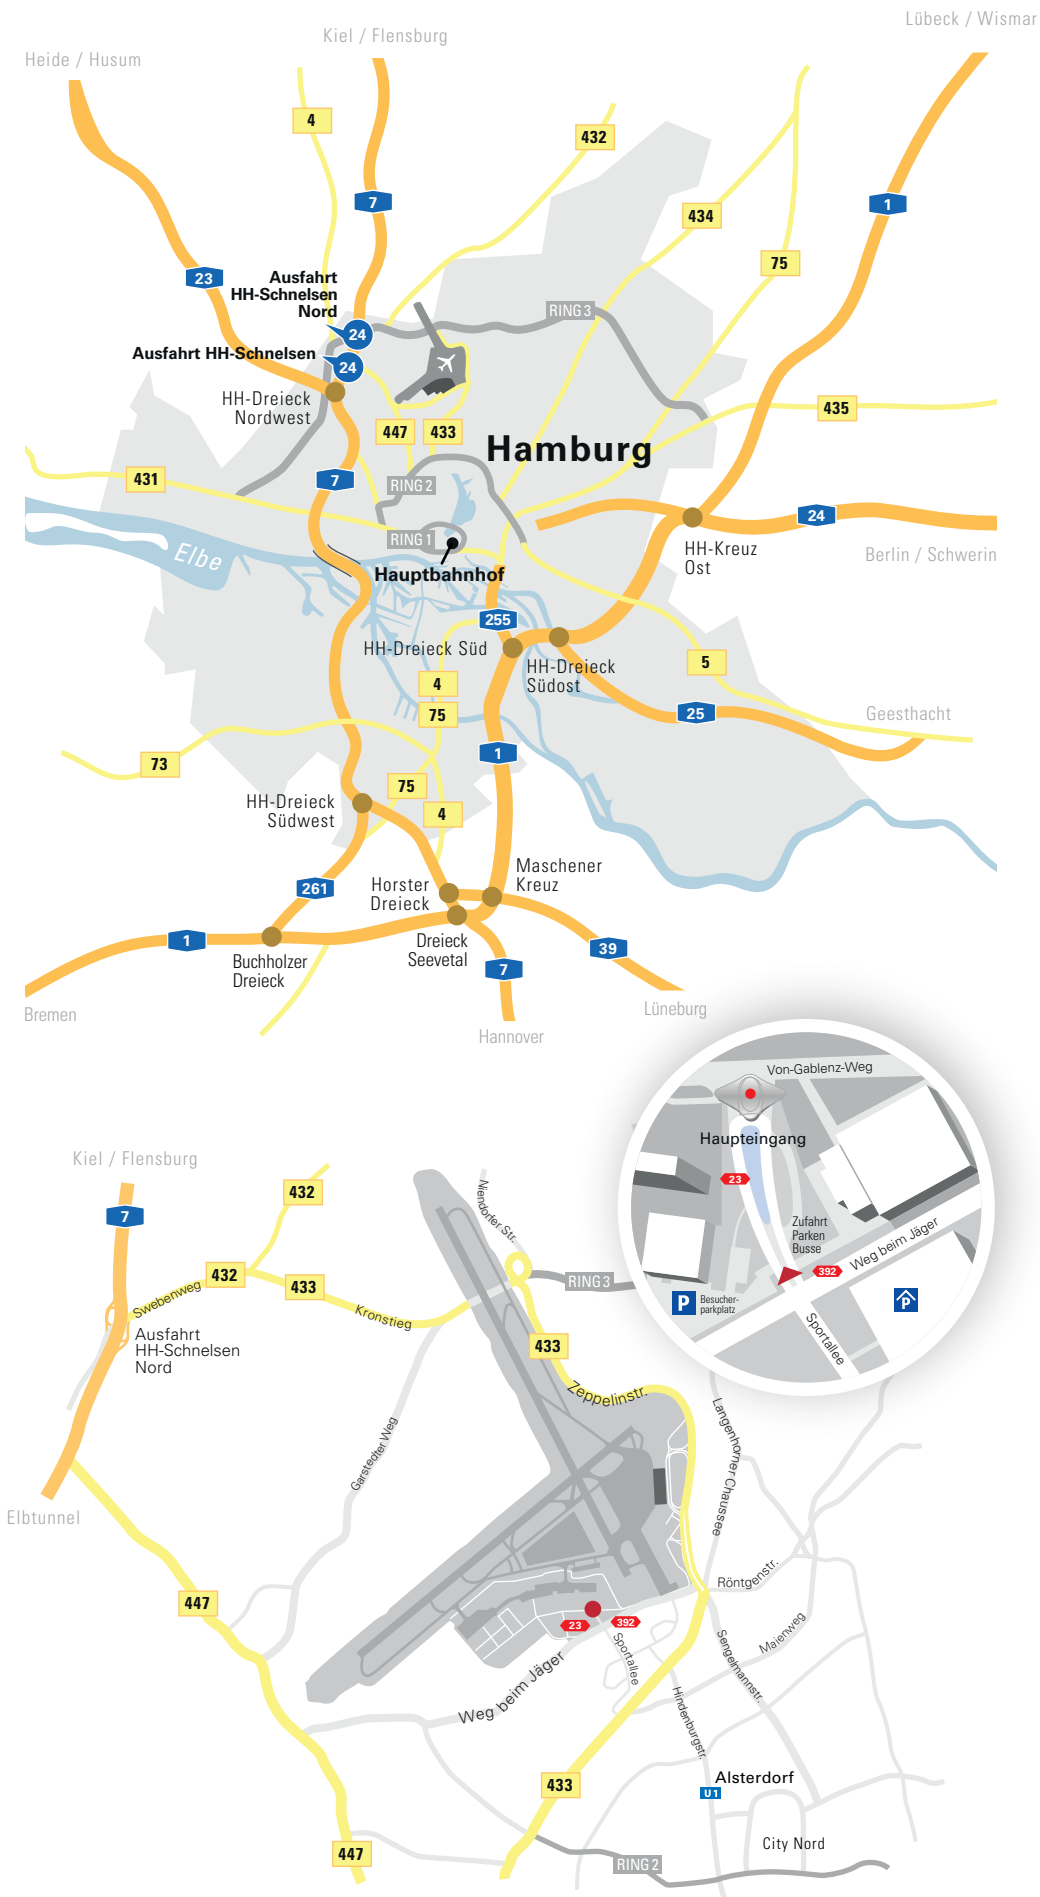 Lübeck / Wismar
Kiel / Flensburg
Heide / Husum
4
432
7
1
434
75
23
Ausfahrt
HH-Schnelsen
Nord
RING 3
24
Ausfahrt HH-Schnelsen
24
HH-Dreieck
Nordwest
435
447
433
Hamburg
431
7
RING 2
24
RING 1
Elbe
HH-Kreuz
Ost
Berlin / Schwerin
Hauptbahnhof
255
HH-Dreieck Süd
HH-Dreieck
Südost
5
4
75
25
Geesthacht
1
73
75
4
HH-Dreieck
Südwest
Maschener
Kreuz
261
Horster
Dreieck
1
Dreieck
Seevetal
39
Buchholzer
Dreieck
7
Bremen
Lüneburg
Hannover
Von-Gablenz-Weg
Haupteingang
23
Zufahrt
Parken
Busse
Weg beim Jäger
392
P
Besucher-
parkplatz
P
Sportallee
Kiel / Flensburg
432
7
Niendorfer Str.
432
433
RING 3
Swebenweg
Kronstieg
Ausfahrt
HH-Schnelsen
Nord
433
Zeppelinstr.
Garstedter Weg
Langenhorner Chaussee
Elbtunnel
Röntgenstr.
447
23
392
Sportallee
Maienweg
Sengelmannstr.
Weg beim Jäger
Hindenburgstr.
433
Alsterdorf
U1
City Nord
447
RING 2